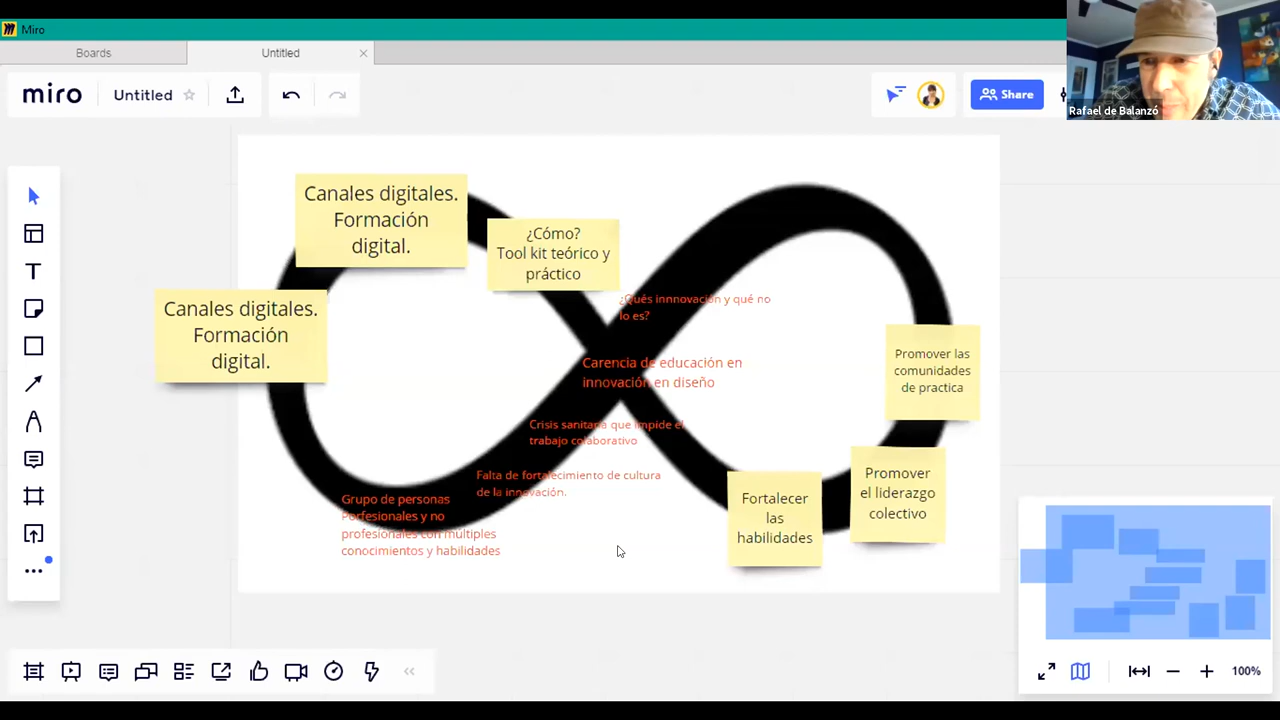 Miro
Boards
Untitled
miro
Untitled
Share
Rafael de Balanzó
Canales digitales.
Formación
digital.
¿Cómo?
Tool kit teórico y
práctico
Canales digitales.
Formación
digital.
¿Qués innnovación y qué no
lo es?
Carencia de educación en
innovación en diseño
Promover las
comunidades
de practica
Crisis sanitaria que impide el
trabajo colaborativo
Falta de fortalecimiento de cultura
de la innovación.
Grupo de personas
Porfesionales y no
profesionales con múltiples
conocimientos y habilidades
Fortalecer
las
habilidades
Promover
el liderazgo
colectivo
100%